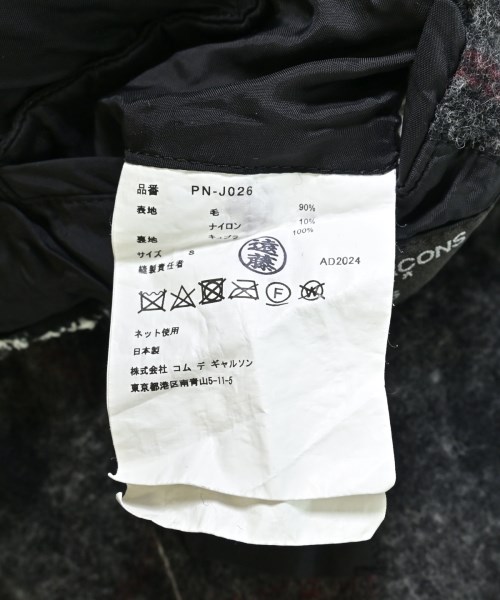 品番 PN-J026
表地 毛 90%
ナイロン 10%
裏地 100%
サイズ S
縫製責任者 遠藤 AD2024
F W
ネット使用
日本製
株式会社 コム デ ギャルソン
東京都港区南青山5-11-5
CONS